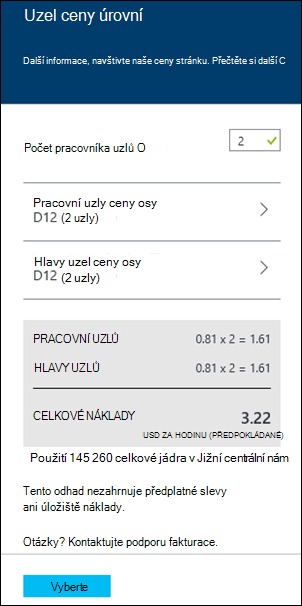 Uzel ceny úrovní
Další informace, navštivte naše ceny stránku. Přečtěte si další C
Počet pracovníka uzlů O 2
Pracovní uzly ceny osy
D12 (2 uzly)
Hlavy uzel ceny osy
D12 (2 uzly)
PRACOVNÍ UZLŮ 0.81 x 2 = 1.61
HLAVY UZLŮ 0.81 x 2 = 1.61
CELKOVÉ NÁKLADY 3.22
USD ZA HODINU (PŘEDPOKLÁDANÉ)
Použití 145 260 celkové jádra v Jižní centrální nám
Tento odhad nezahrnuje předplatné slevy
ani úložiště náklady.
Otázky? Kontaktujte podporu fakturace.
Vyberte